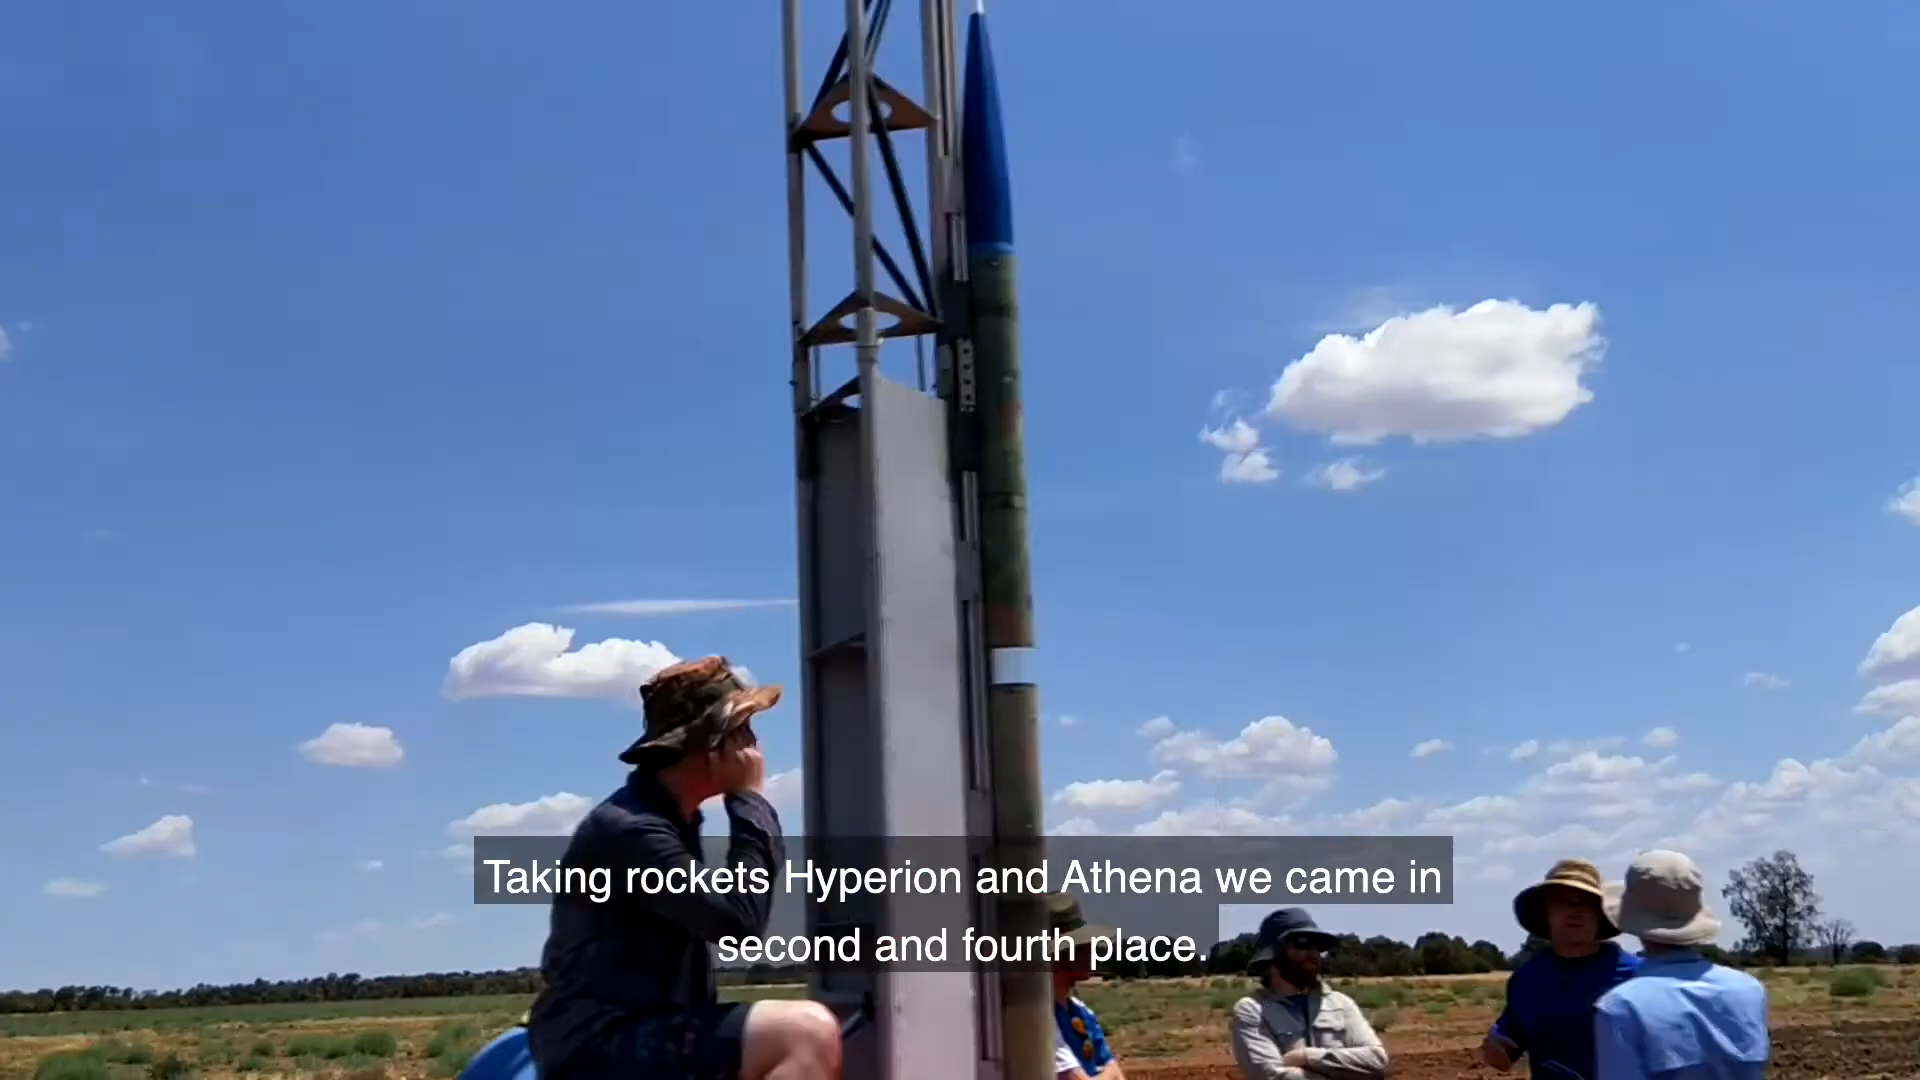 Taking rockets Hyperion and Athena we came in
second and fourth place.